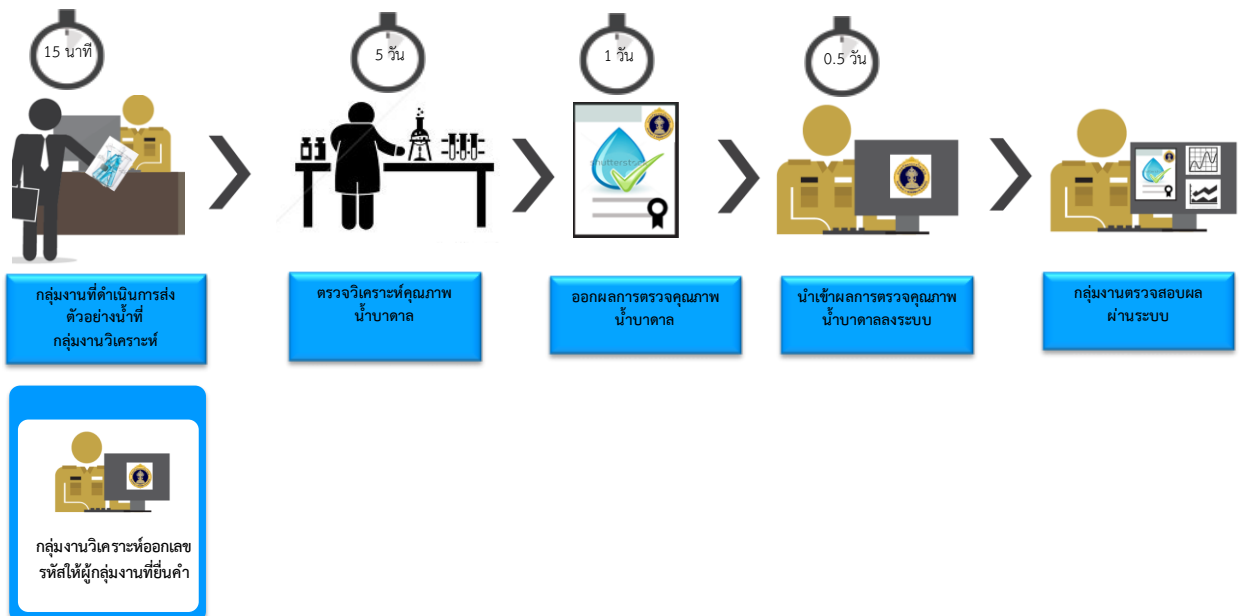 15 นาที
5 วัน
1 วัน
0.5 วัน
shutterst
กลุ่มงานที่ดำเนินการส่ง
ตัวอย่างน้ำที่
กลุ่มงานวิเคราะห์
ตรวจวิเคราะห์คุณภาพ
น้ำบาดาล
ออกผลการตรวจคุณภาพ
น้ำบาดาล
นำเข้าผลการตรวจคุณภาพ
น้ำบาดาลลงระบบ
กลุ่มงานตรวจสอบผล
ผ่านระบบ
กลุ่มงานวิเคราะห์ออกเลข
รหัสให้ผู้กลุ่มงานที่ยื่นคำ